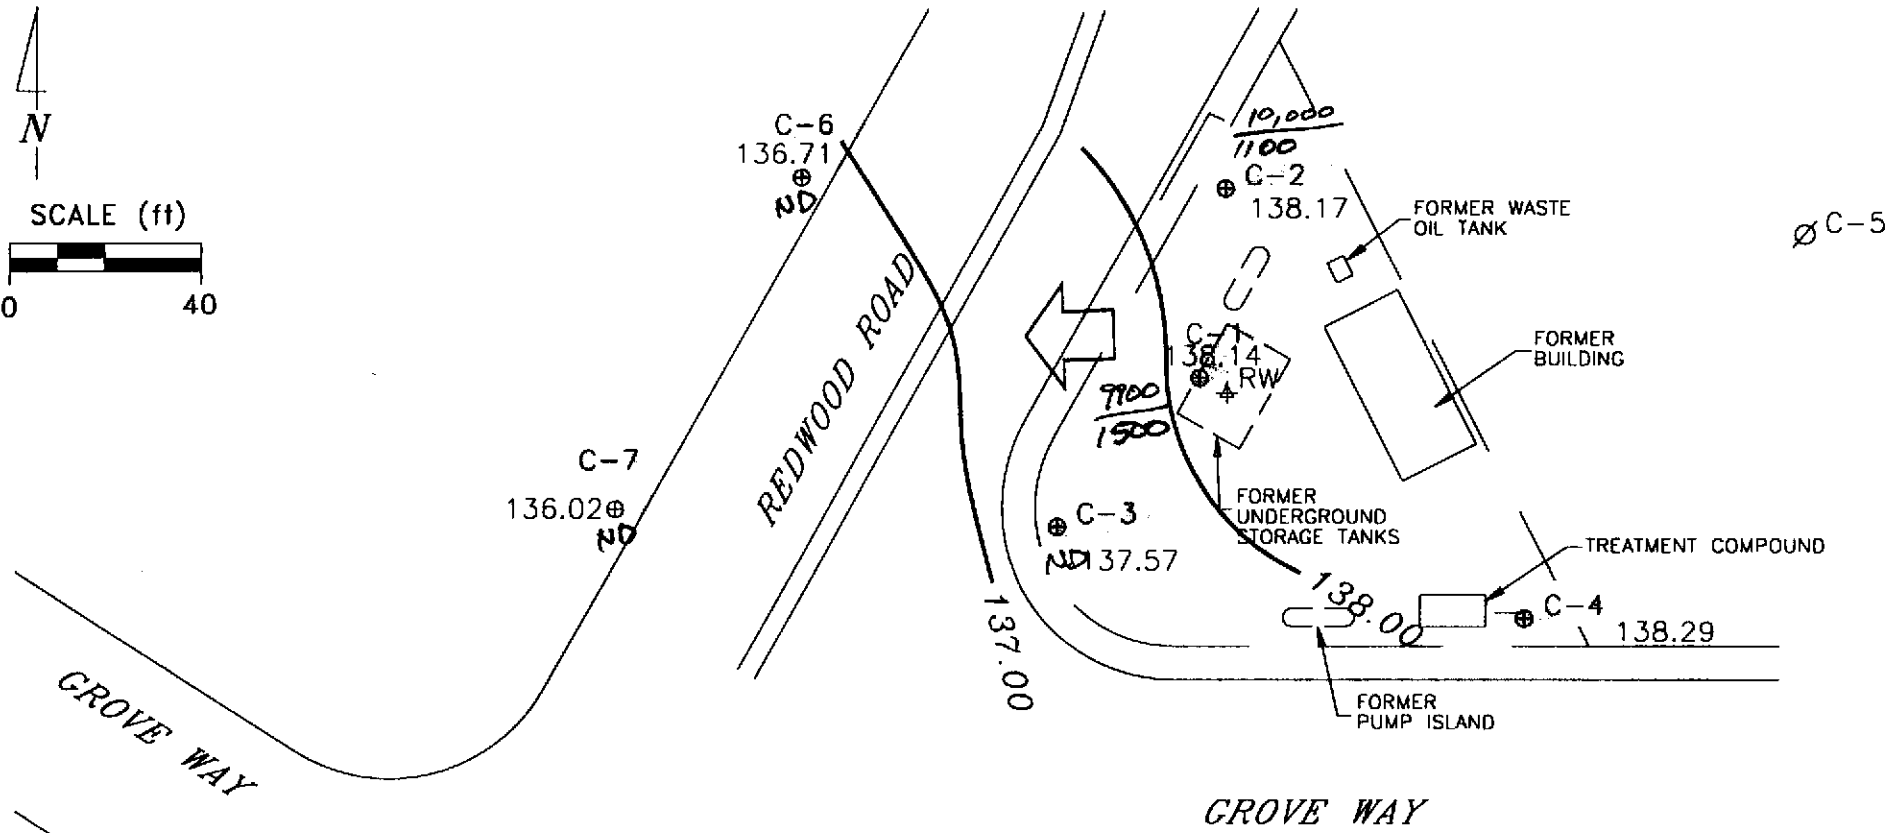 N
SCALE (ft)
0 40
C-6
136.71
ND
10,000
1100
C-2
138.17
FORMER WASTE
OIL TANK
C-5
REDWOOD ROAD
C-1
138.14
RW
FORMER
BUILDING
9900
1500
C-7
136.02
ND
C-3
ND137.57
FORMER
UNDERGROUND
STORAGE TANKS
TREATMENT COMPOUND
137.00
138.00
C-4
138.29
FORMER
PUMP ISLAND
GROVE WAY
GROVE WAY